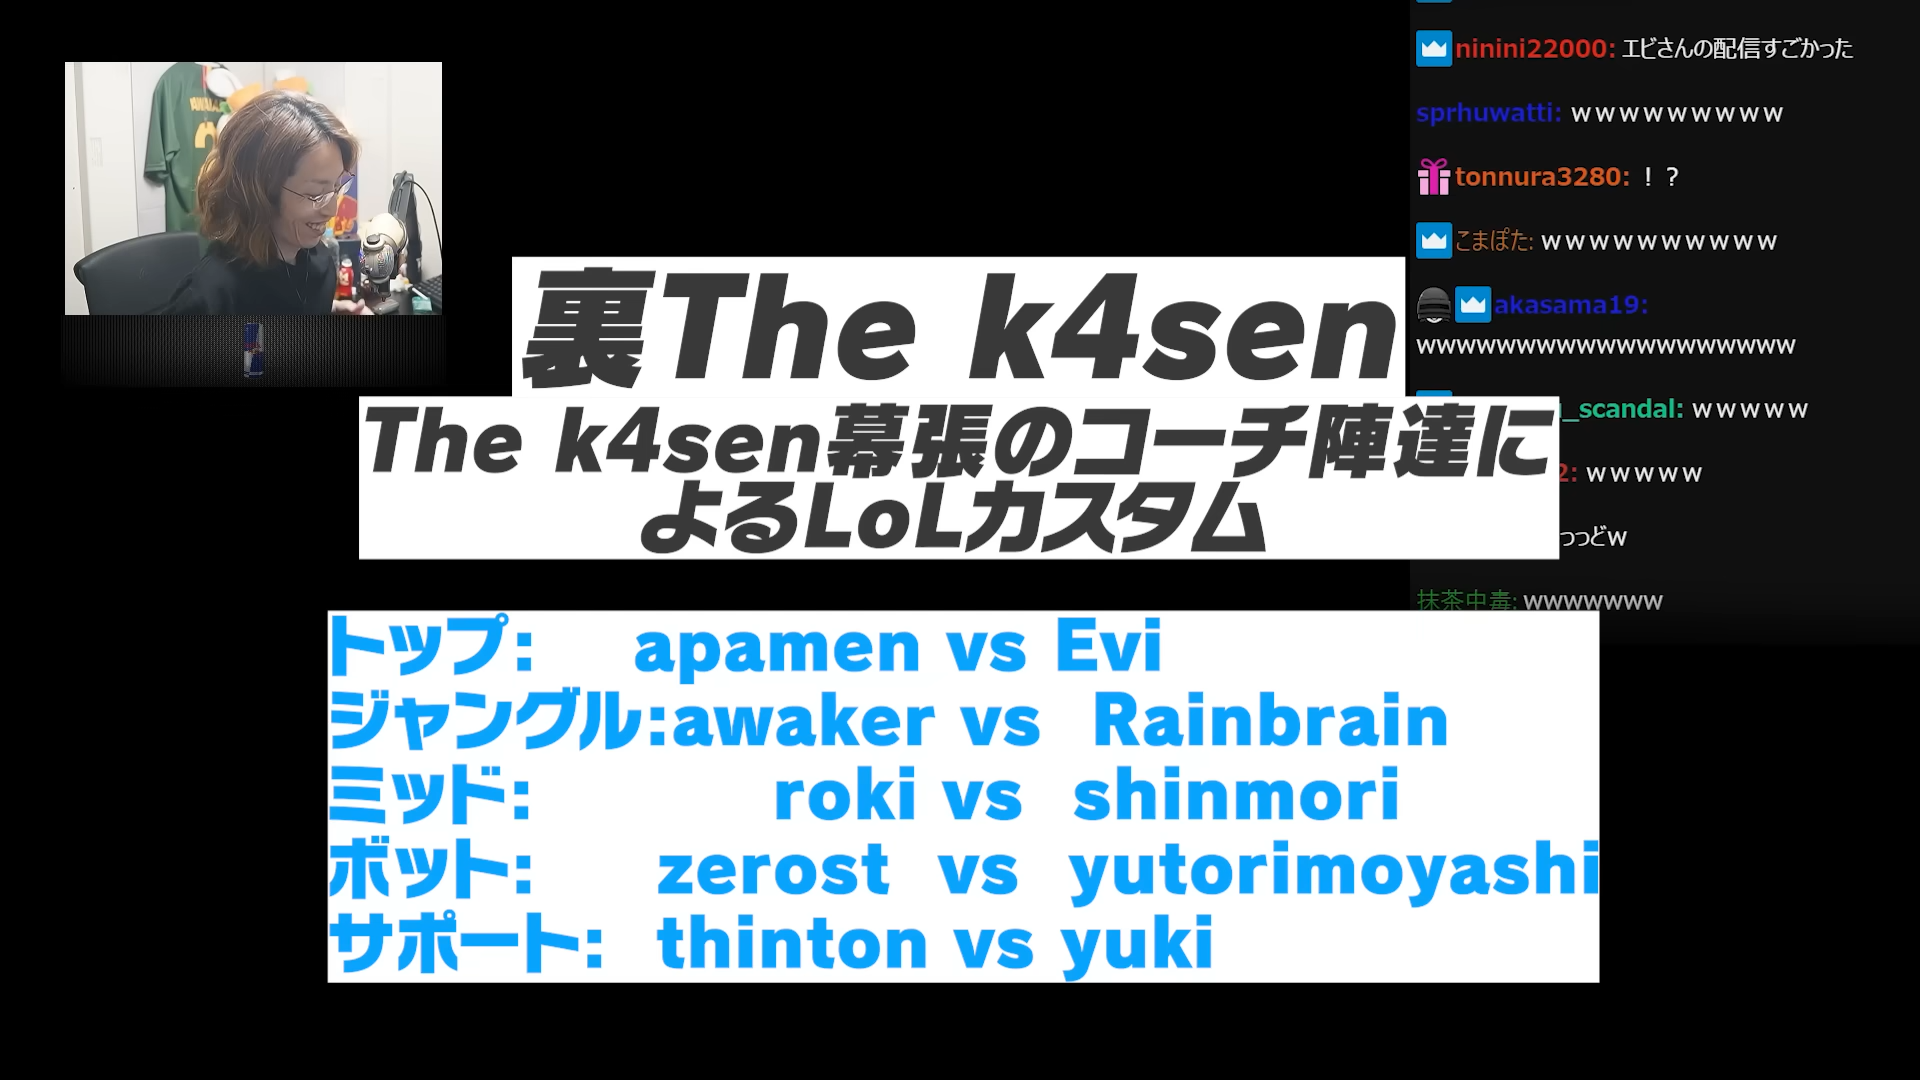 ninini22000: エビさんの配信すごかった
sprhuwatti: ｗｗｗｗｗｗｗｗｗ
tonnura3280: ！？
こまぽた: ｗｗｗｗｗｗｗｗｗｗ
akasama19:
wwwwwwwwwwwwwwwwwww
_scandal: ｗｗｗｗｗ
2: ｗｗｗｗｗ
っっどw
抹茶中毒: wwwwwww
裏The k4sen
The k4sen幕張のコーチ陣達に
よるLoLカスタム
トップ: apamen vs Evi
ジャングル:awaker vs Rainbrain
ミッド: roki vs shinmori
ボット: zerost vs yutorimoyashi
サポート: thinton vs yuki